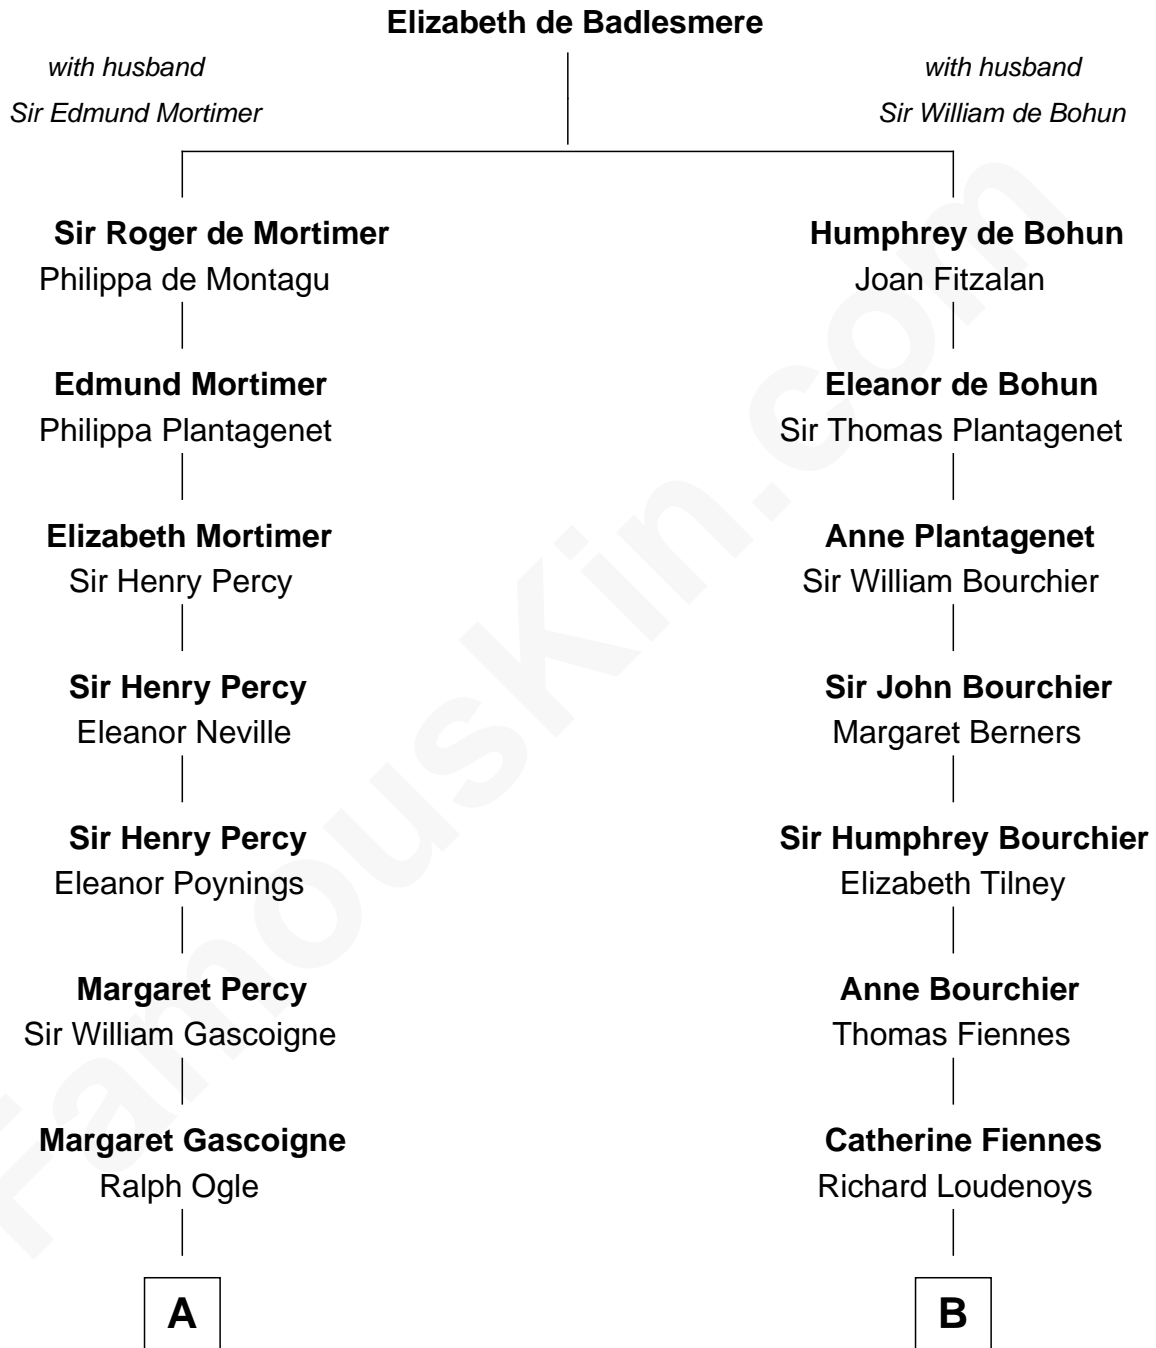 Elizabeth de Badlesmere
with husband
Sir Edmund Mortimer
with husband
Sir William de Bohun
Sir Roger de Mortimer
Philippa de Montagu
Humphrey de Bohun
Joan Fitzalan
Edmund Mortimer
Philippa Plantagenet
Eleanor de Bohun
Sir Thomas Plantagenet
Elizabeth Mortimer
Sir Henry Percy
Anne Plantagenet
Sir William Bourchier
Sir Henry Percy
Eleanor Neville
Sir John Bourchier
Margaret Berners
Sir Henry Percy
Eleanor Poynings
Sir Humphrey Bourchier
Elizabeth Tilney
Margaret Percy
Sir William Gascoigne
Anne Bourchier
Thomas Fiennes
Margaret Gascoigne
Ralph Ogle
Catherine Fiennes
Richard Loudenoys
A
B
FamousKin.com